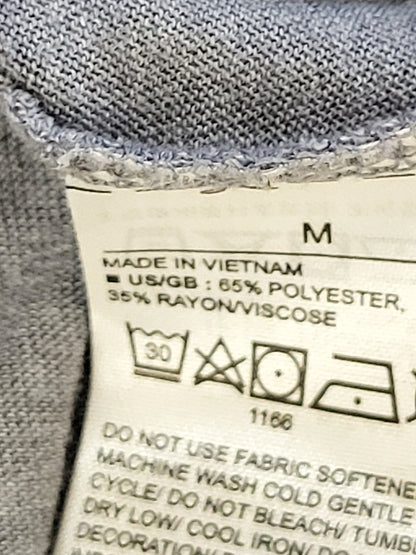 M
MADE IN VIETNAM
■ US/GB : 65% POLYESTER,
35% RAYON/VISCOSE
30
1166
DO NOT USE FABRIC SOFTENE
MACHINE WASH COLD GENTLE
CYCLE/ DO NOT BLEACH/ TUMB
DRY LOW/ COOL IRON/
DECORATION/